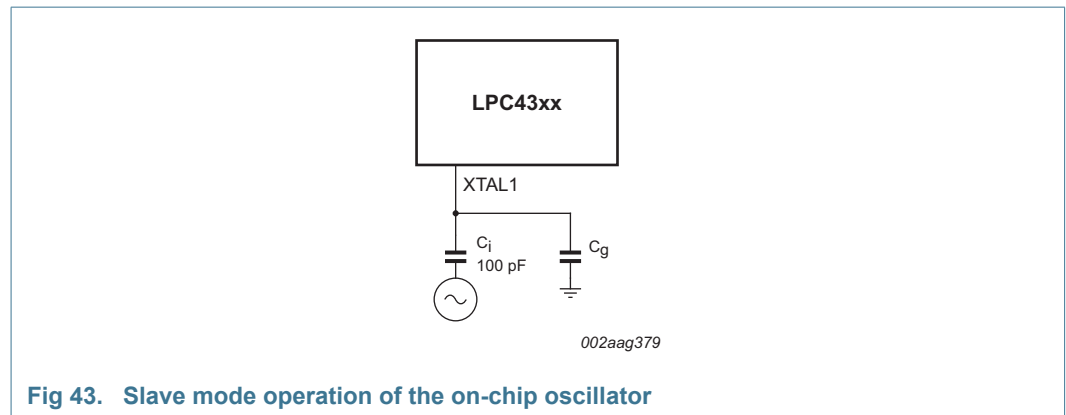 LPC43xx
XTAL1
Ci
100 pF
Cg
002aag379
Fig 43. Slave mode operation of the on-chip oscillator